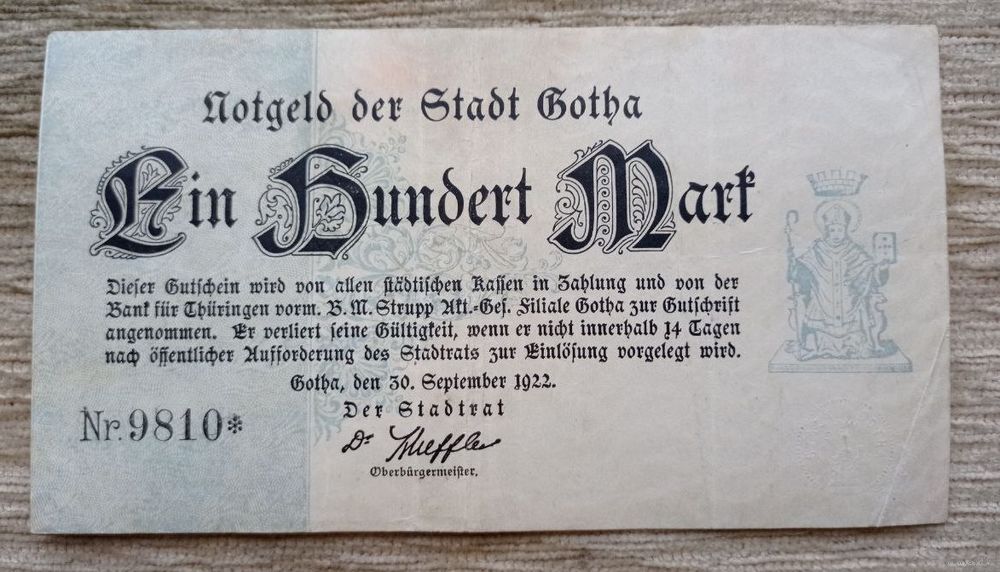 Notgeld der Stadt Gotha
Ein Hundert Mark
Dieser Gutschein wird von allen städtischen Kassen in Zahlung und von der
Bank für Thüringen vorm. B. M. Strupp Akt.-Ges. Filiale Gotha zur Gutschrift
angenommen. Er verliert seine Gültigkeit, wenn er nicht innerhalb 14 Tagen
nach öffentlicher Aufforderung des Stadtrats zur Einlösung vorgelegt wird.
Gotha, den 30. September 1922.
Der Stadtrat
Nr. 9810*
Dr
Oberbürgermeister.